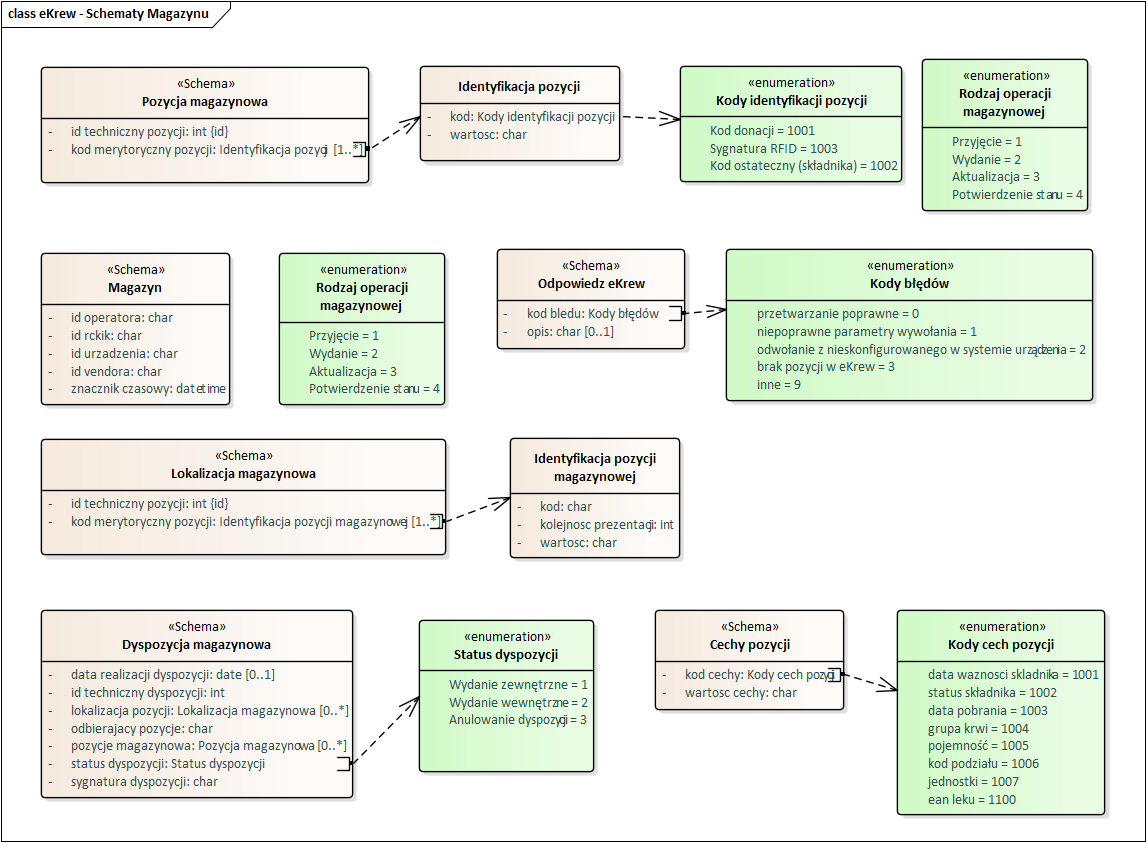 class eKrew - Schematy Magazynu
«Schema»
Pozycja magazynowa
- id techniczny pozycji: int {id}
- kod merytoryczny pozycji: Identyfikacja pozycji [1..*]
Identyfikacja pozycji
- kod: Kody identyfikacji pozycji
- wartosc: char
«enumeration»
Kody identyfikacji pozycji
Kod donacji = 1001
Sygnatura RFID = 1003
Kod ostateczny (składnika) = 1002
«enumeration»
Rodzaj operacji
magazynowej
Przyjęcie = 1
Wydanie = 2
Aktualizacja = 3
Potwierdzenie stanu = 4
«Schema»
Magazyn
- id operatora: char
- id rckik: char
- id urzadzenia: char
- id vendora: char
- znacznik czasowy: datetime
«enumeration»
Rodzaj operacji
magazynowej
Przyjęcie = 1
Wydanie = 2
Aktualizacja = 3
Potwierdzenie stanu = 4
«Schema»
Odpowiedz eKrew
- kod bledu: Kody błędów
- opis: char [0..1]
«enumeration»
Kody błędów
przetwarzanie poprawne = 0
niepoprawne parametry wywołania = 1
odwołanie z nieskonfigurowanego w systemie urządzenia = 2
brak pozycji w eKrew = 3
inne = 9
«Schema»
Lokalizacja magazynowa
- id techniczny pozycji: int {id}
- kod merytoryczny pozycji: Identyfikacja pozycji magazynowej [1..*]
Identyfikacja pozycji
magazynowej
- kod: char
- kolejnosc prezentacji: int
- wartosc: char
«Schema»
Dyspozycja magazynowa
- data realizacji dyspozycji: date [0..1]
- id techniczny dyspozycji: int
- lokalizacja pozycji: Lokalizacja magazynowa [0..*]
- odbierajacy pozycje: char
- pozycje magazynowa: Pozycja magazynowa [0..*]
- status dyspozycji: Status dyspozycji
- sygnatura dyspozycji: char
«enumeration»
Status dyspozycji
Wydanie zewnętrzne = 1
Wydanie wewnętrzne = 2
Anulowanie dyspozycji = 3
«Schema»
Cechy pozycji
- kod cechy: Kody cech pozycji
- wartosc cechy: char
«enumeration»
Kody cech pozycji
data waznosci skladnika = 1001
status składnika = 1002
data pobrania = 1003
grupa krwi = 1004
pojemność = 1005
kod podziału = 1006
jednostki = 1007
ean leku = 1100